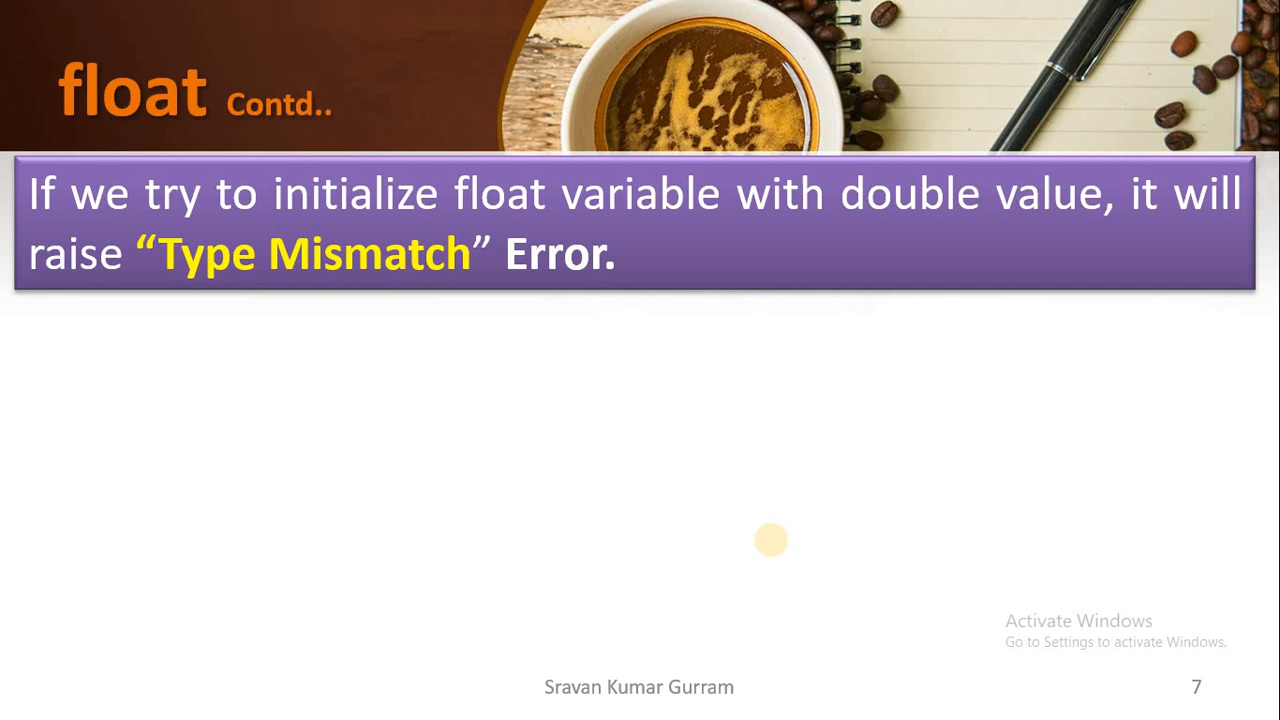 float Contd..
If we try to initialize float variable with double value, it will
raise “Type Mismatch” Error.
Activate Windows
Go to Settings to activate Windows.
Sravan Kumar Gurram
7